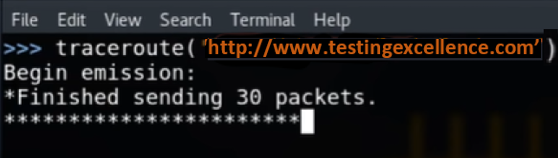 File Edit View Search Terminal Help
>>> traceroute('http://www.testingexcellence.com')
Begin emission:
*Finished sending 30 packets.
***********************